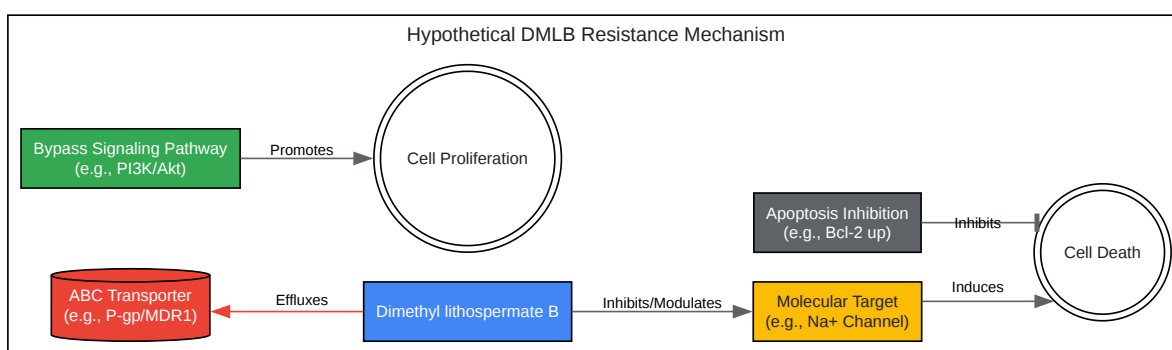 Hypothetical DMLB Resistance Mechanism
Bypass Signaling Pathway
(e.g., PI3K/Akt)
Promotes
Cell Proliferation
Apoptosis Inhibition
(e.g., Bcl-2 up)
Inhibits
Cell Death
ABC Transporter
(e.g., P-gp/MDR1)
Effluxes
Dimethyl lithospermate B
Inhibits/Modulates
Molecular Target
(e.g., Na+ Channel)
Induces